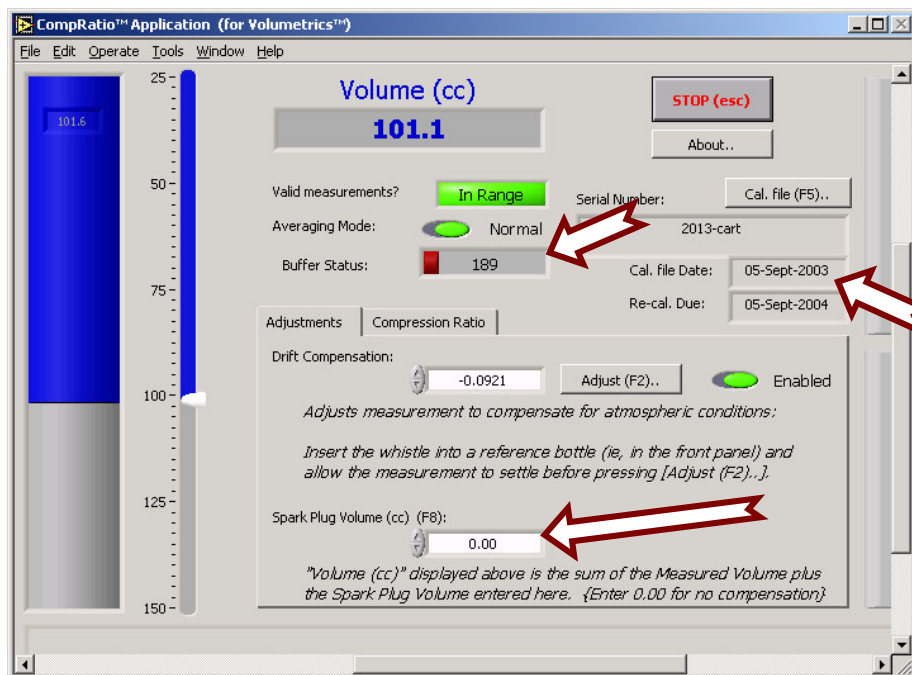 CompRatio™ Application (for Volumetrics™)
File Edit Operate Tools Window Help
101.6
25
50
75
100
125
150
Volume (cc)
101.1
STOP (esc)
About..
Valid measurements? In Range
Averaging Mode: Normal
Buffer Status: 189
Serial Number: Cal. file (F5)..
2013-cart
Cal. file Date: 05-Sept-2003
Re-cal. Due: 05-Sept-2004
Adjustments Compression Ratio
Drift Compensation:
-0.0921 Adjust (F2).. Enabled
Adjusts measurement to compensate for atmospheric conditions:
Insert the whistle into a reference bottle (ie, in the front panel) and
allow the measurement to settle before pressing [Adjust (F2)..].
Spark Plug Volume (cc) (F8):
0.00
"Volume (cc)" displayed above is the sum of the Measured Volume plus
the Spark Plug Volume entered here. {Enter 0.00 for no compensation}